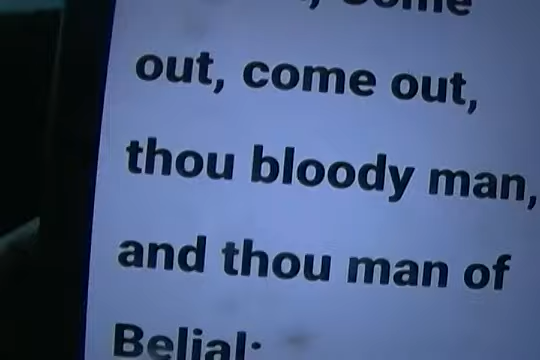 out, come out,
thou bloody man,
and thou man of
Belial: